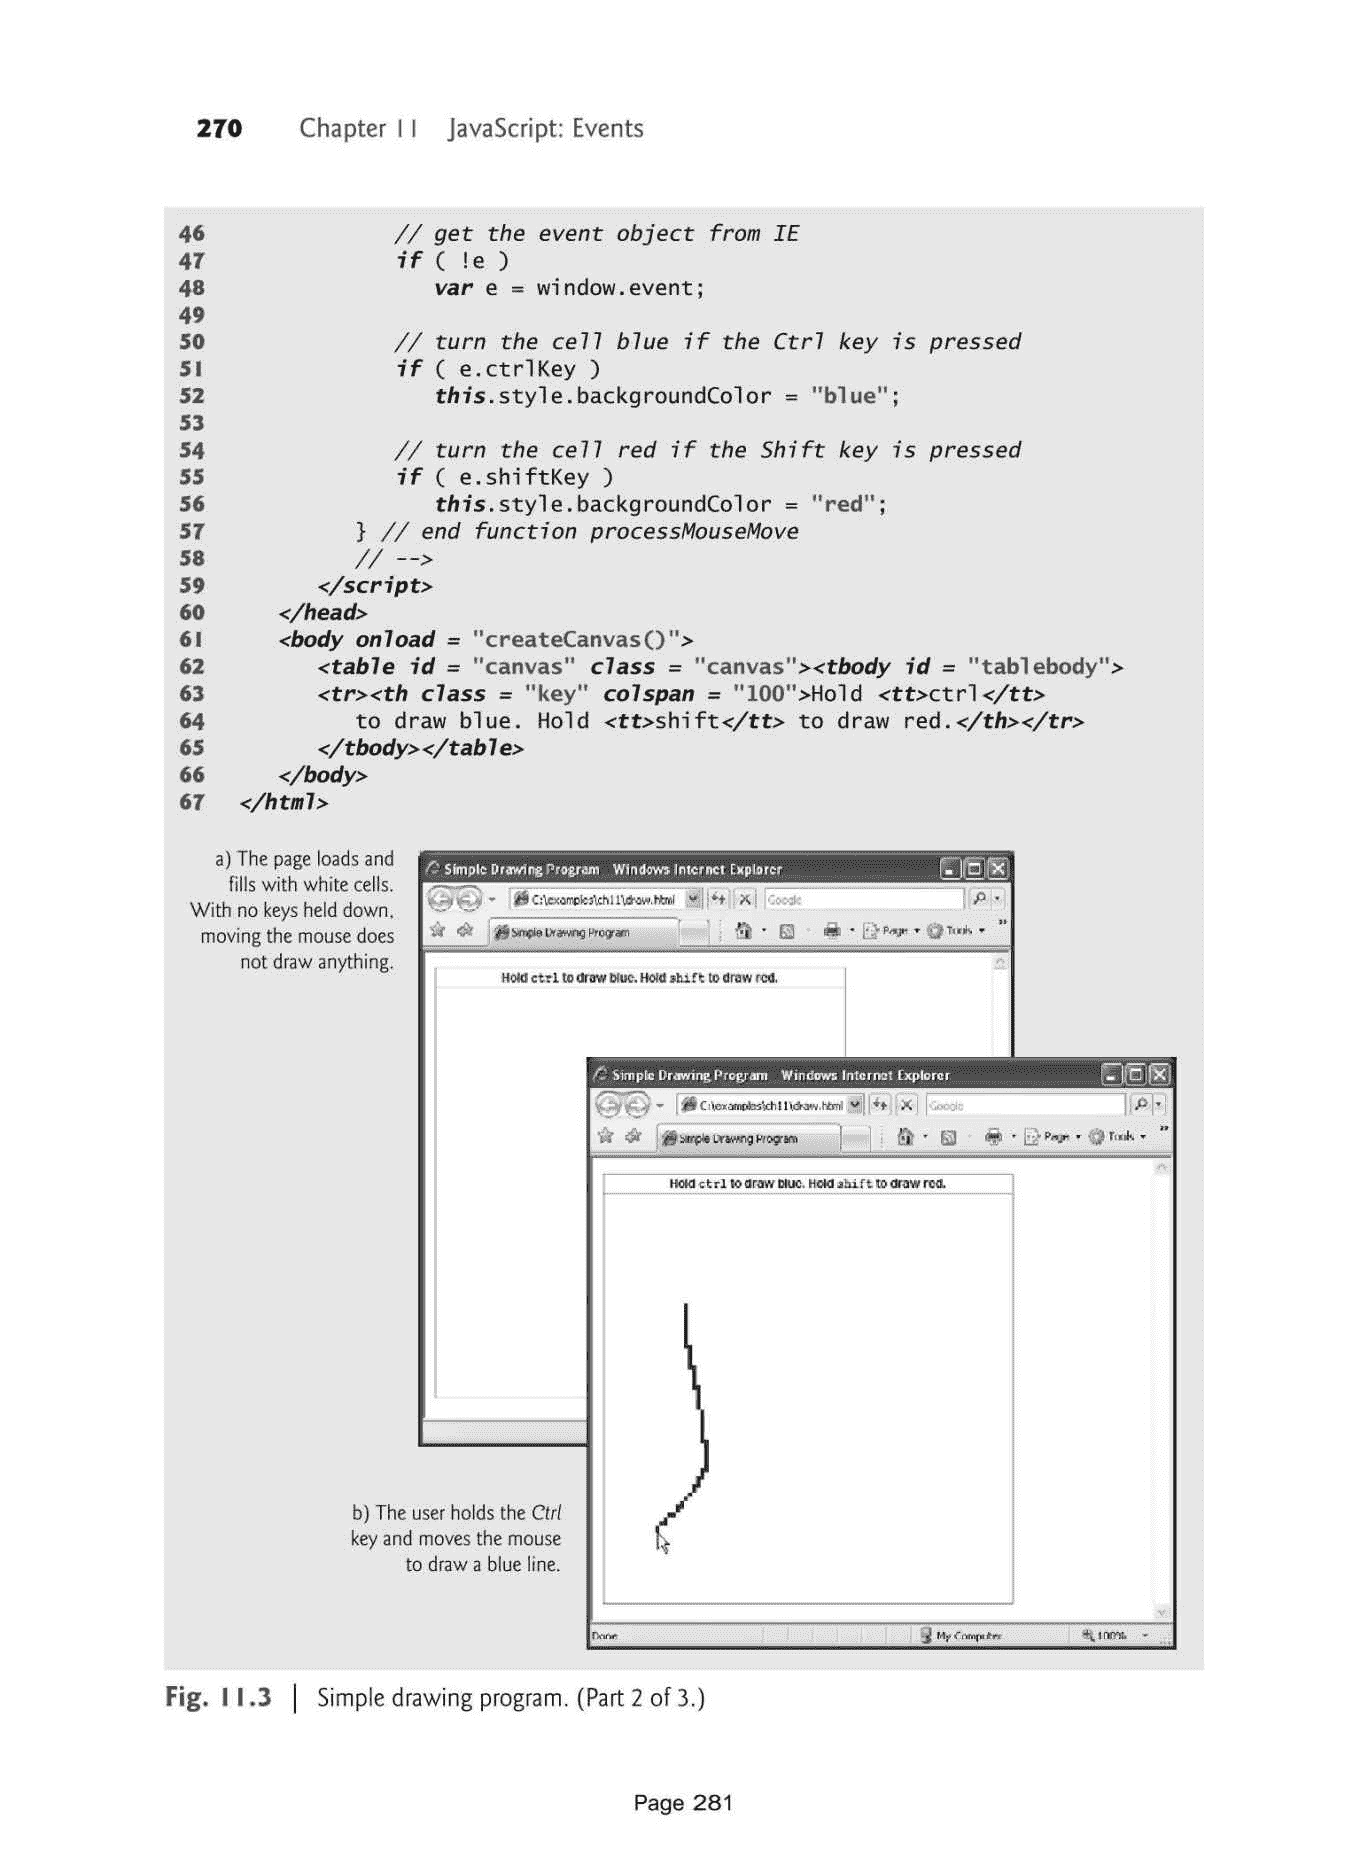 270 Chapter 11 JavaScript: Events
46 // get the event object from IE
47 if ( !e )
48 var e = window.event;
49
50 // turn the cell blue if the Ctrl key is pressed
51 if ( e.ctrlKey )
52 this.style.backgroundColor = "blue";
53
54 // turn the cell red if the Shift key is pressed
55 if ( e.shiftKey )
56 this.style.backgroundColor = "red";
57 } // end function processMouseMove
58 // -->
59 </script>
60 </head>
61 <body onload = "createCanvas()">
62 <table id = "canvas" class = "canvas"><tbody id = "tablebody">
63 <tr><th class = "key" colspan = "100">Hold <tt>ctrl</tt>
64 to draw blue. Hold <tt>shift</tt> to draw red.</th></tr>
65 </tbody></table>
66 </body>
67 </html>
a) The page loads and
fills with white cells.
With no keys held down,
moving the mouse does
not draw anything.
Simple Drawing Program Windows Internet Explorer
C:\examples\ch11\draw.html Google
Simple Drawing Program Page Tools »
Hold ctrl to draw blue. Hold shift to draw red.
Simple Drawing Program Windows Internet Explorer
C:\examples\ch11\draw.html Google
Simple Drawing Program Page Tools »
Hold ctrl to draw blue. Hold shift to draw red.
b) The user holds the Ctrl
key and moves the mouse
to draw a blue line.
Done My Computer 100%
Fig. 11.3 | Simple drawing program. (Part 2 of 3.)
Page 281